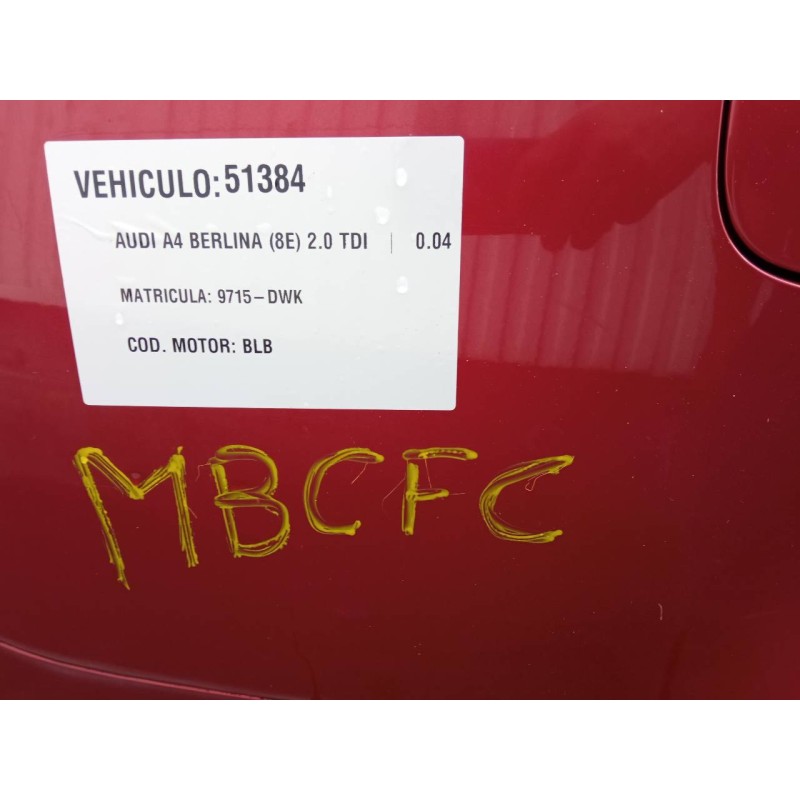 VEHICULO: 51384
AUDI A4 BERLINA (8E) 2.0 TDI | 0.04
MATRICULA: 9715-DWK
COD. MOTOR: BLB
MBCFC